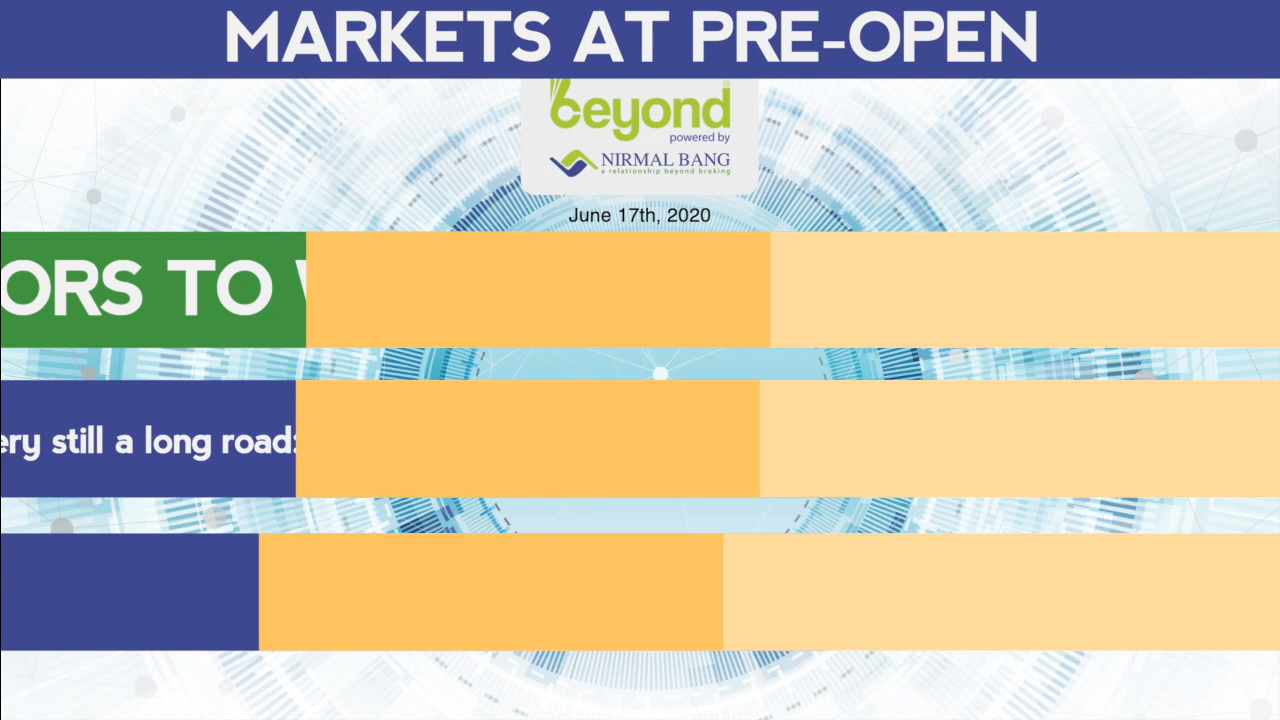 MARKETS AT PRE-OPEN
beyond
powered by
NIRMAL BANG
a relationship beyond broking
June 17th, 2020
ORS TO
ery still a long road: